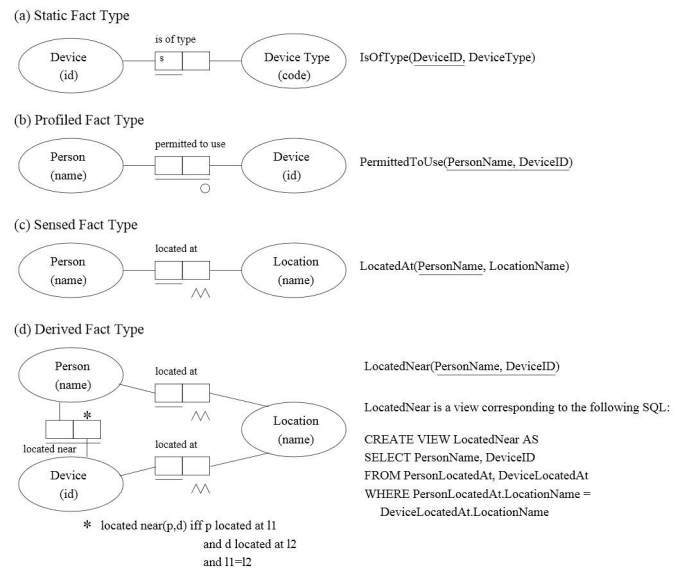 (a) Static Fact Type
is of type
Device
(id)
s
Device Type
(code)
IsOfType(DeviceID, DeviceType)
(b) Profiled Fact Type
permitted to use
Person
(name)
Device
(id)
PermittedToUse(PersonName, DeviceID)
(c) Sensed Fact Type
located at
Person
(name)
Location
(name)
LocatedAt(PersonName, LocationName)
(d) Derived Fact Type
Person
(name)
located at
*
located near
located at
Device
(id)
Location
(name)
* located near(p,d) iff p located at l1
and d located at l2
and l1=l2
LocatedNear(PersonName, DeviceID)
LocatedNear is a view corresponding to the following SQL:
CREATE VIEW LocatedNear AS
SELECT PersonName, DeviceID
FROM PersonLocatedAt, DeviceLocatedAt
WHERE PersonLocatedAt.LocationName =
DeviceLocatedAt.LocationName